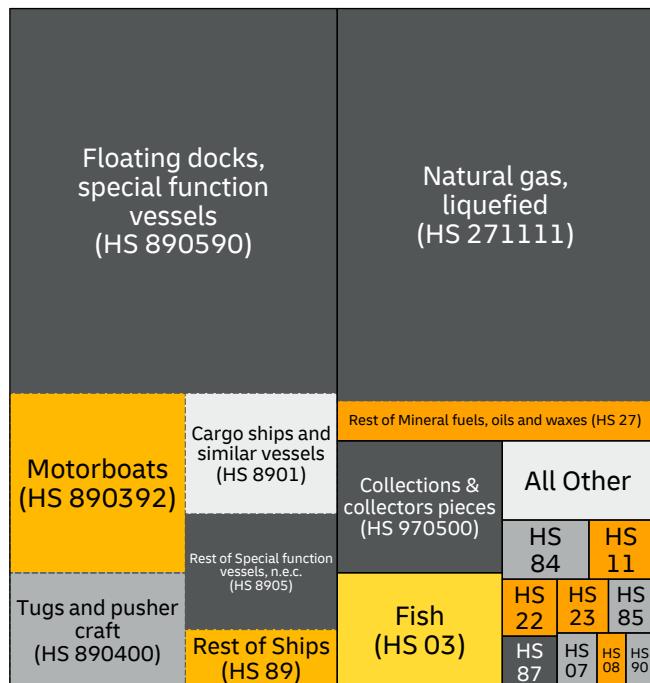 Floating docks,
special function
vessels
(HS 890590)
Natural gas,
liquefied
(HS 271111)
Rest of Mineral fuels, oils and waxes (HS 27)
Motorboats
(HS 890392)
Cargo ships and
similar vessels
(HS 8901)
Collections &
collectors pieces
(HS 970500)
All Other
Rest of Special function
vessels, n.e.c.
(HS 8905)
HS
84
HS
11
Tugs and pusher
craft
(HS 890400)
Rest of Ships
(HS 89)
Fish
(HS 03)
HS
22
HS
23
HS
85
HS
87
HS
07
HS
08
HS
90